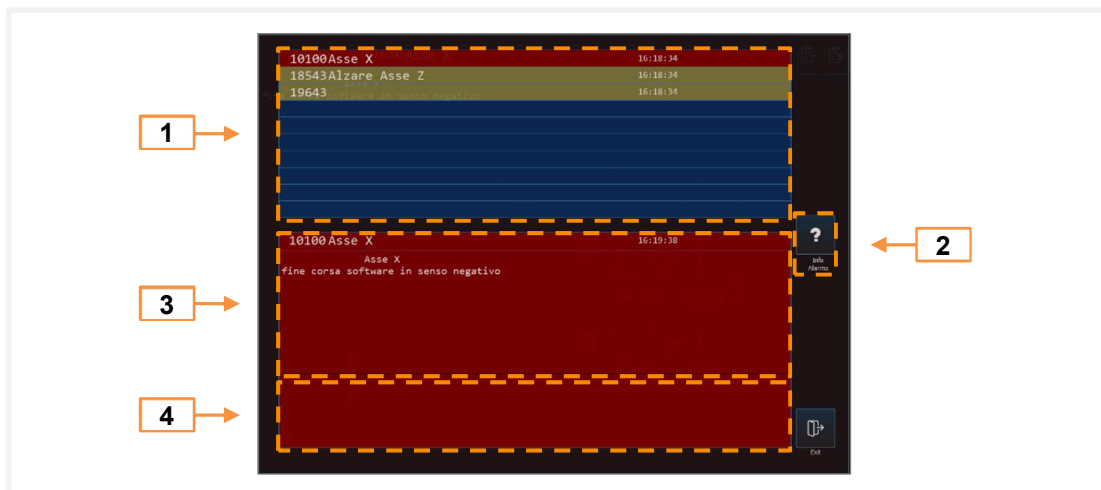 10100 Asse X 16:18:34
18543 Alzare Asse Z 16:18:34
19643 16:18:34
1
? 
Info
Alarms
2
10100 Asse X 16:19:38
Asse X
fine corsa software in senso negativo
3
4
Exit